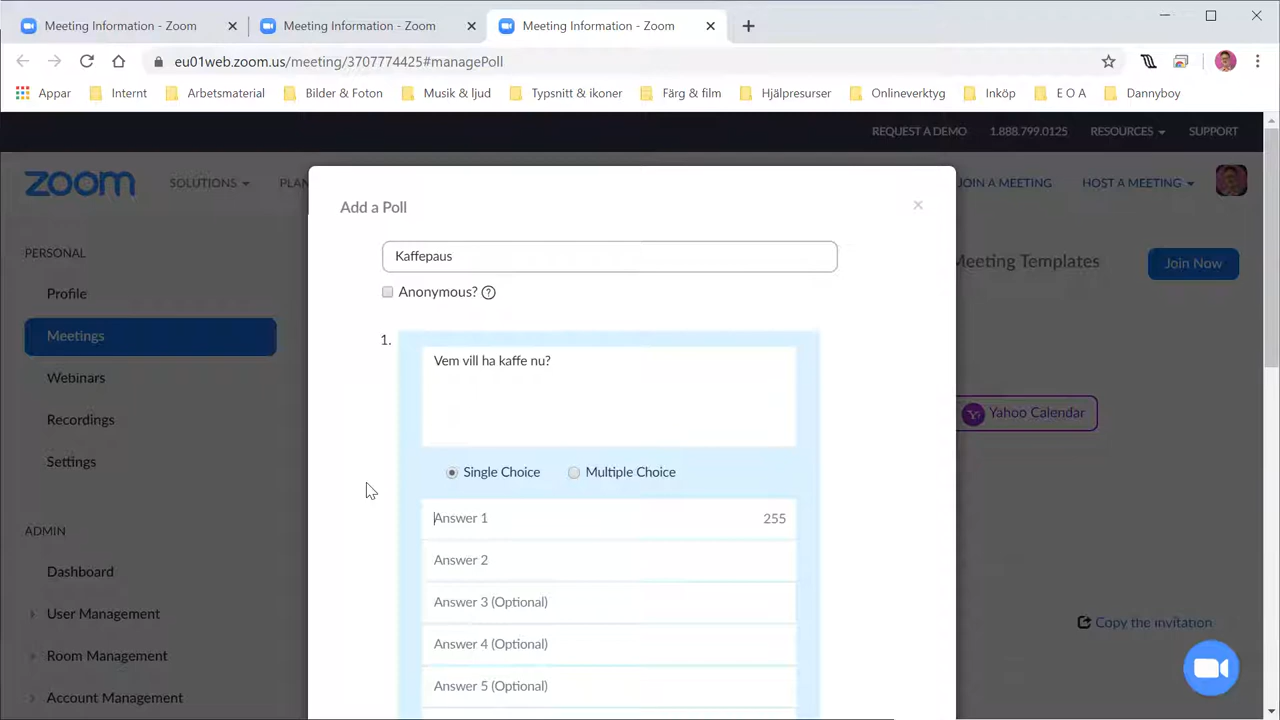 Meeting Information - Zoom
Meeting Information - Zoom
Meeting Information - Zoom
eu01web.zoom.us/meeting/3707774425#managePoll
Appar
Internt
Arbetsmaterial
Bilder & Foton
Musik & ljud
Typsnitt & ikoner
Färg & film
Hjälpresurser
Onlineverktyg
Inköp
E O A
Dannyboy
REQUEST A DEMO
1.888.799.0125
RESOURCES
SUPPORT
zoom
SOLUTIONS
PLAN
JOIN A MEETING
HOST A MEETING
PERSONAL
Profile
Meetings
Webinars
Recordings
Settings
ADMIN
Dashboard
User Management
Room Management
Account Management
Add a Poll
×
Kaffepaus
Anonymous? ?
1.
Vem vill ha kaffe nu?
Single Choice
Multiple Choice
Answer 1 255
Answer 2
Answer 3 (Optional)
Answer 4 (Optional)
Answer 5 (Optional)
Meeting Templates
Join Now
Yahoo Calendar
Copy the invitation